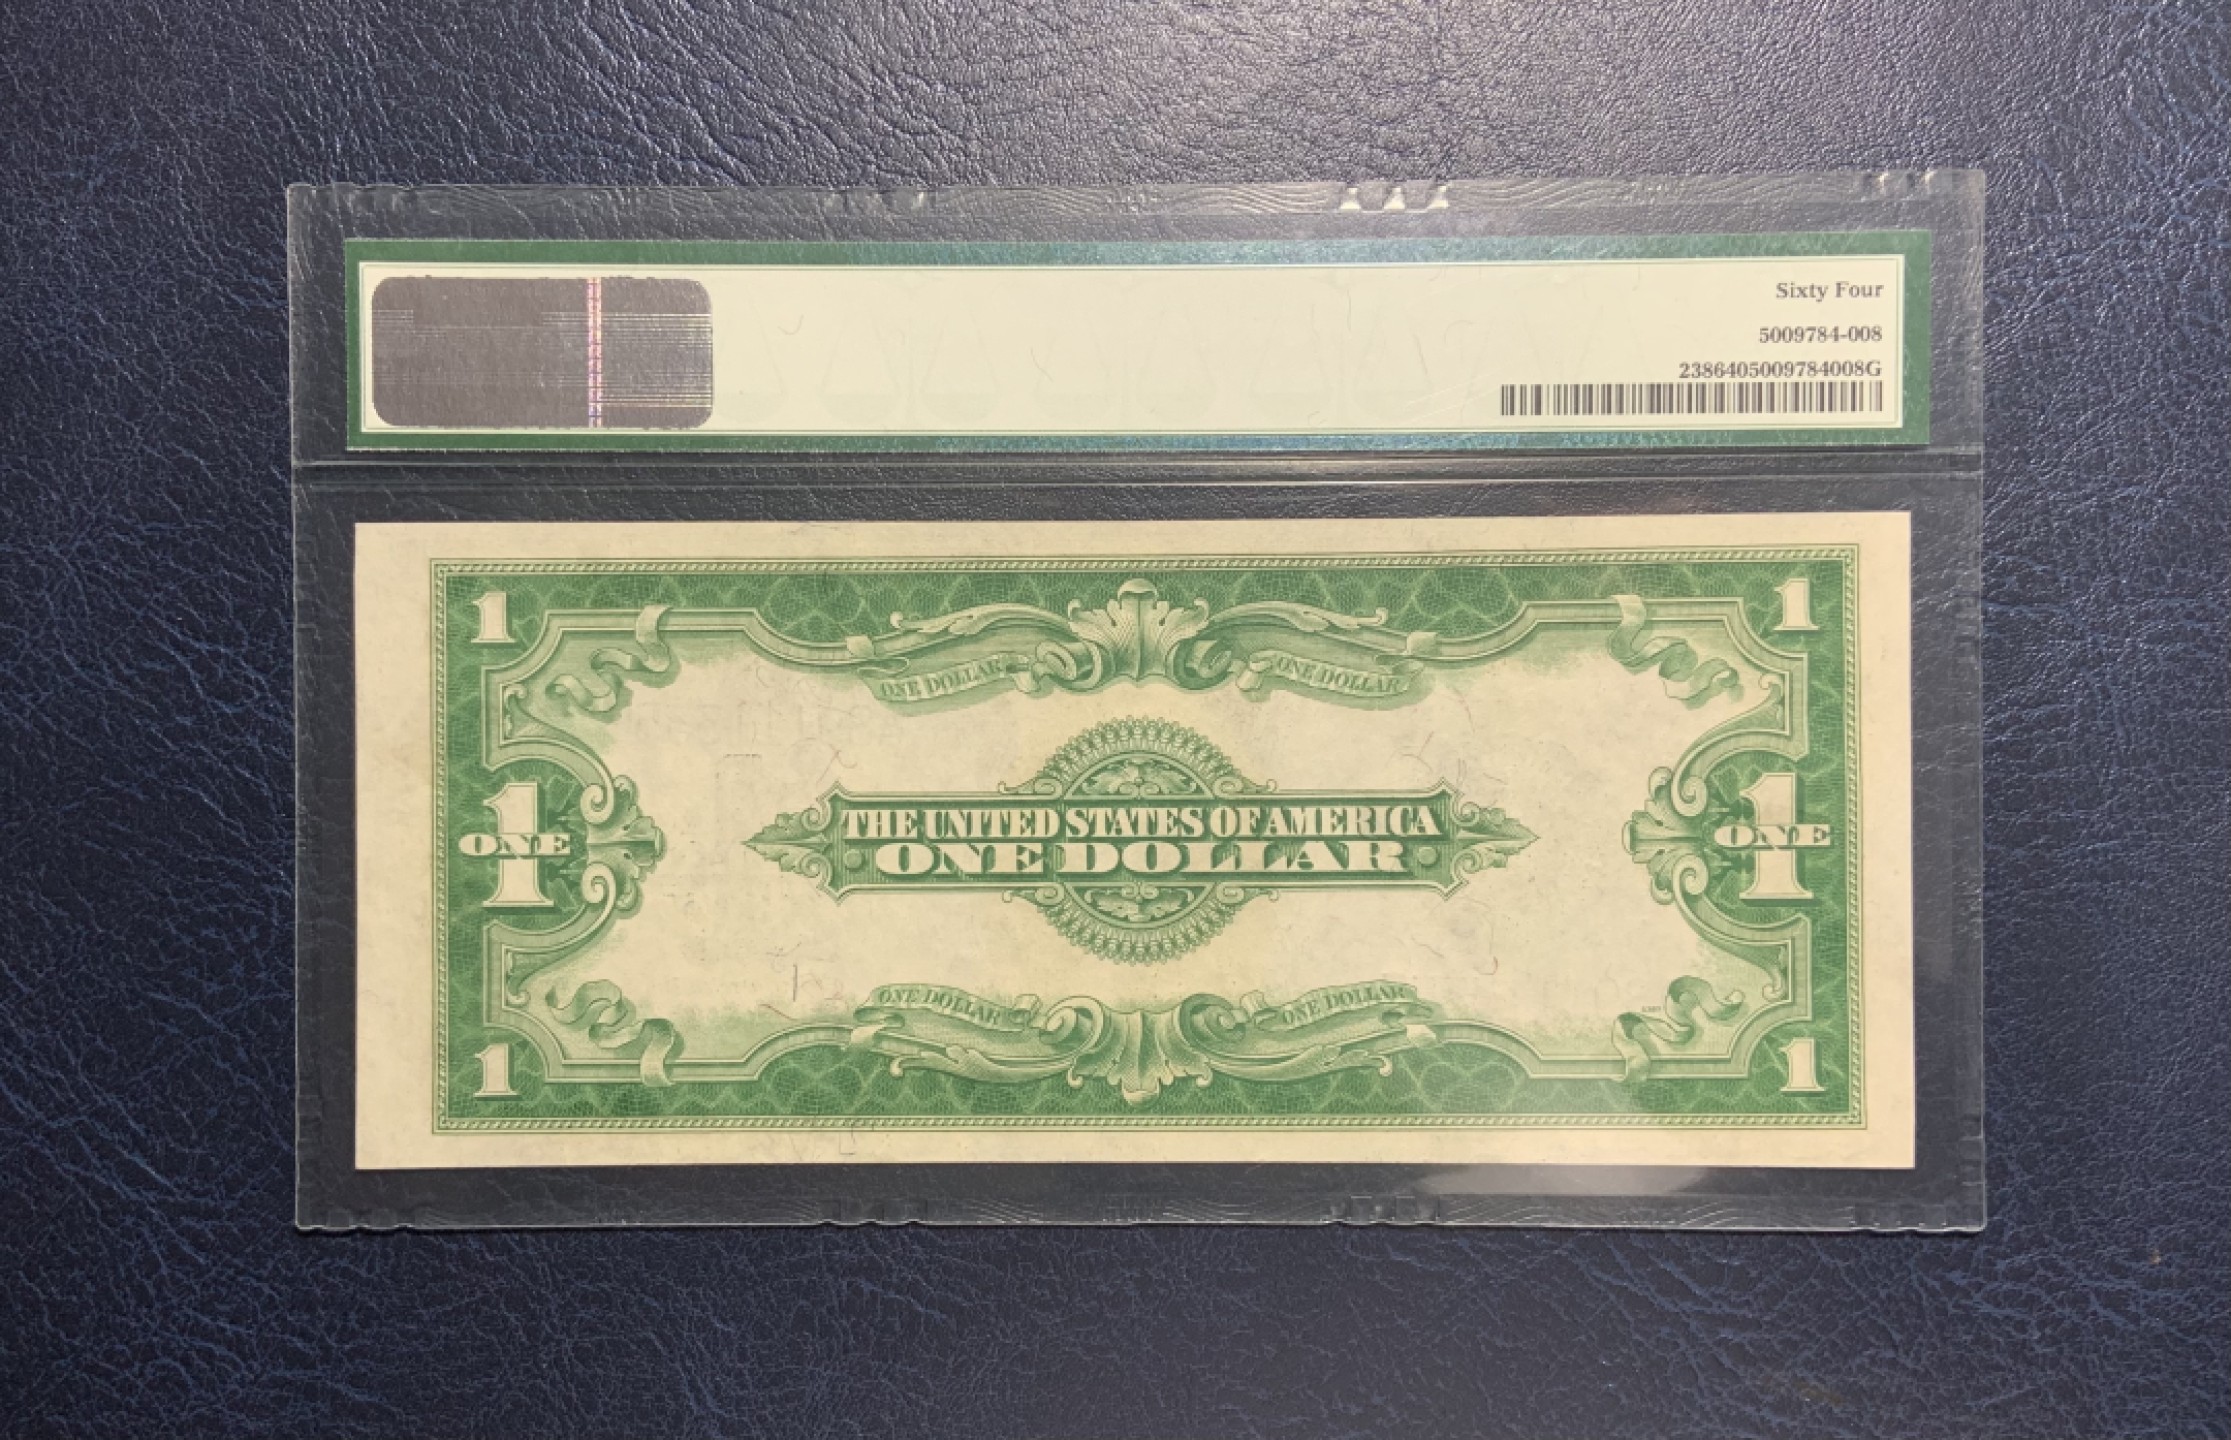 Sixty Four
5009784-008
2386405009784008G
1 1
ONE DOLLAR ONE DOLLAR
THE UNITED STATES OF AMERICA
1 ONE 1 ONE
ONE DOLLAR
ONE DOLLAR ONE DOLLAR
1 1